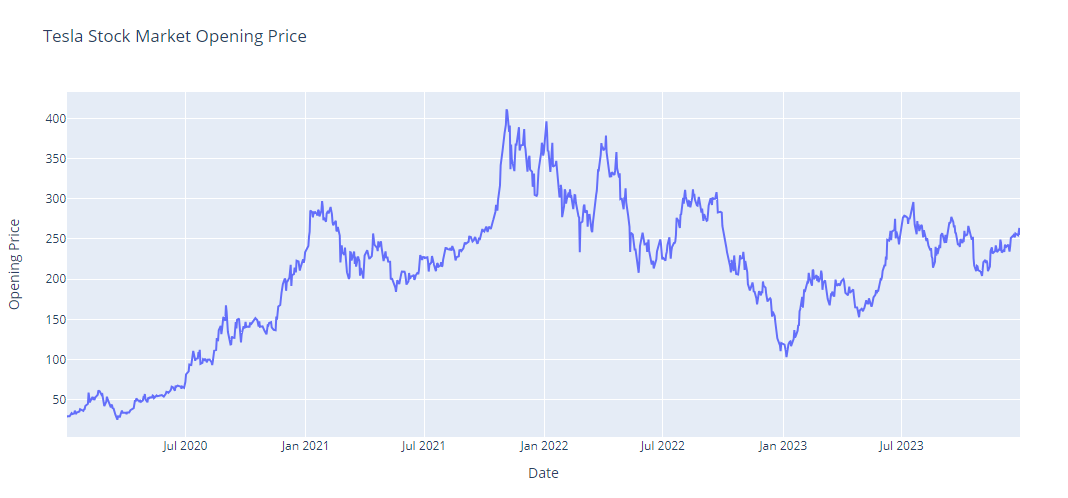 Tesla Stock Market Opening Price
400
350
300
250
200
150
100
50
Opening Price
Jul 2020
Jan 2021
Jul 2021
Jan 2022
Jul 2022
Jan 2023
Jul 2023
Date